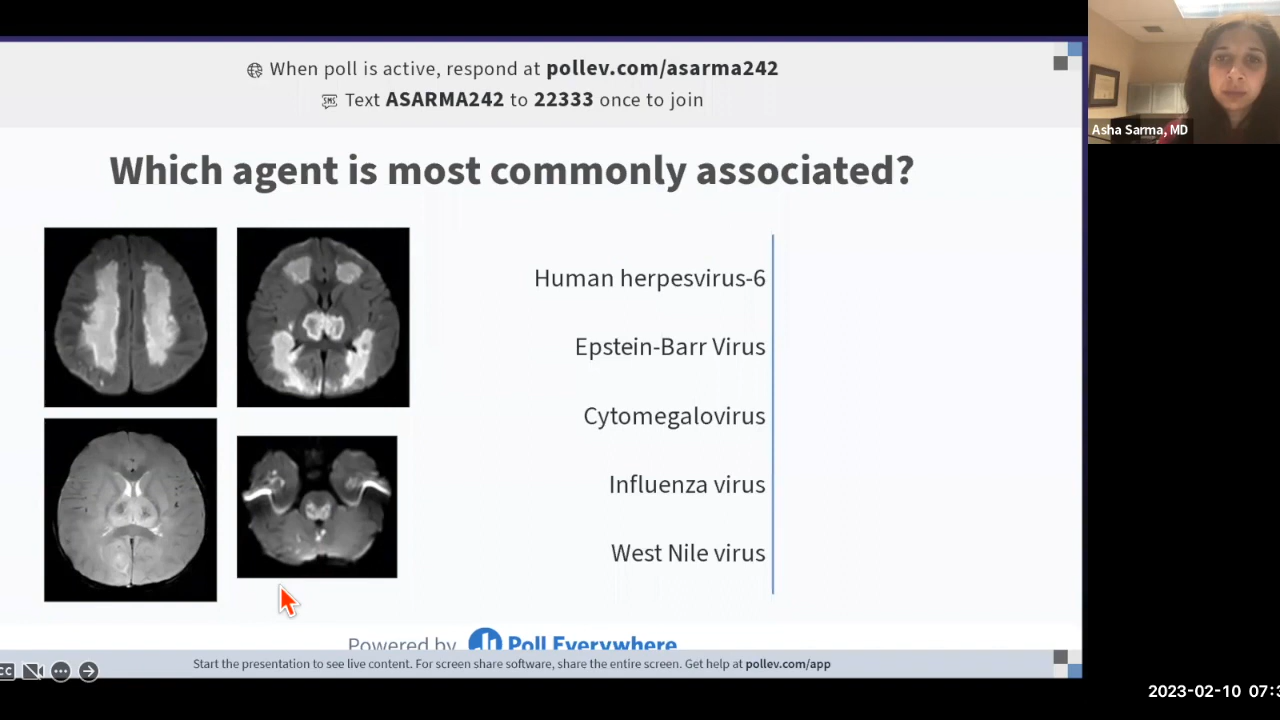 When poll is active, respond at pollev.com/asarma242
SMS Text ASARMA242 to 22333 once to join
Which agent is most commonly associated?
Human herpesvirus-6
Epstein-Barr Virus
Cytomegalovirus
Influenza virus
West Nile virus
Powered by Poll Everywhere
Start the presentation to see live content. For screen share software, share the entire screen. Get help at pollev.com/app
CC
Asha Sarma, MD
2023-02-10 07:3